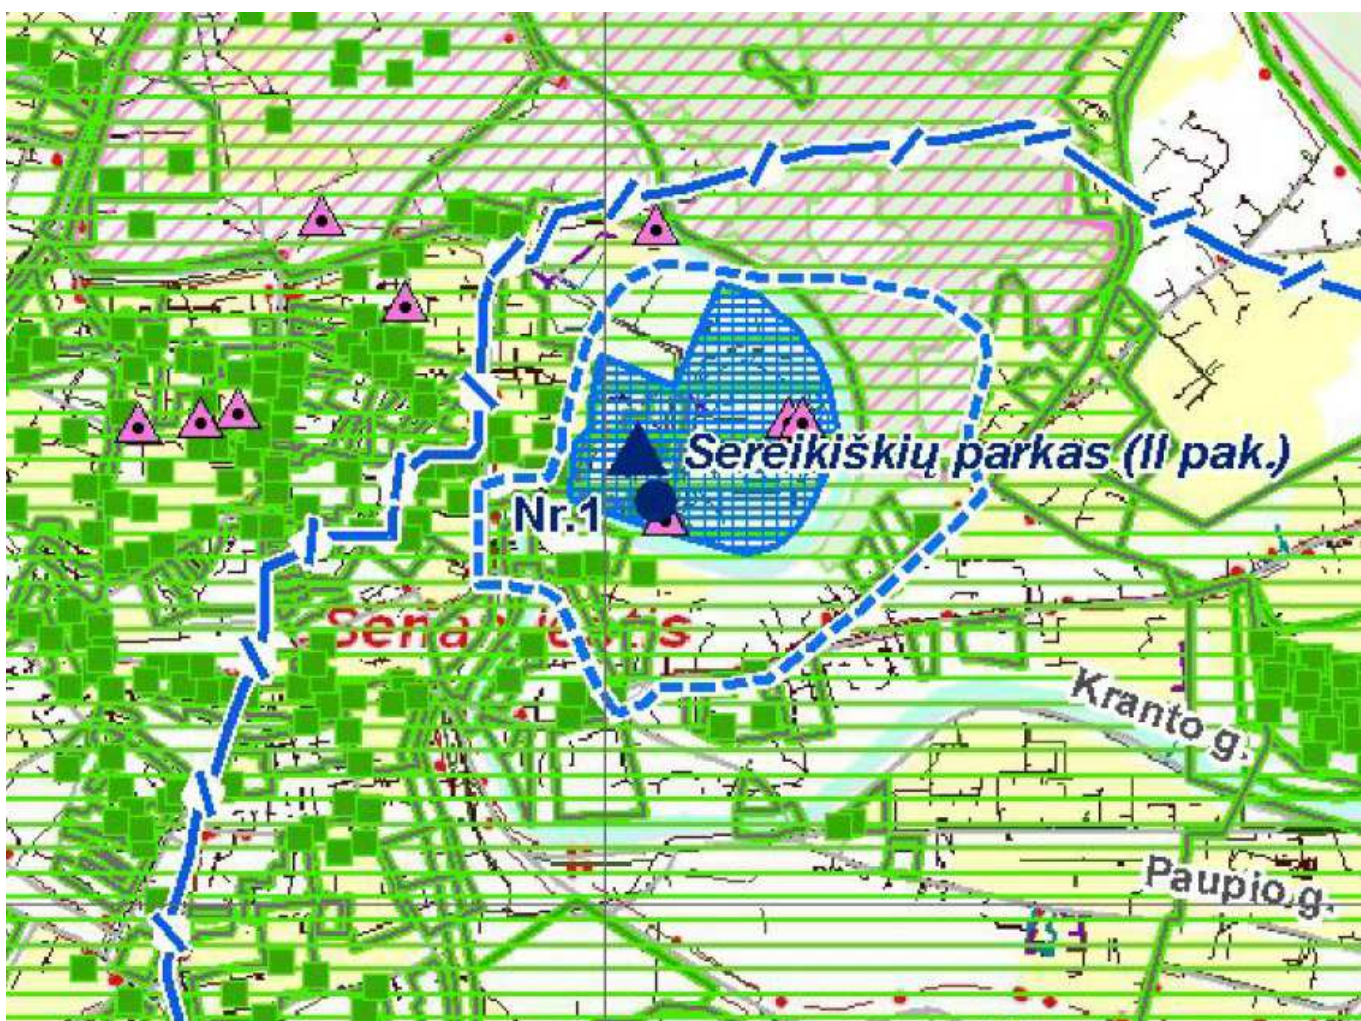 Sereikiškių parkas (II pak.)
Nr.1
Kranto g.
Paupio g.